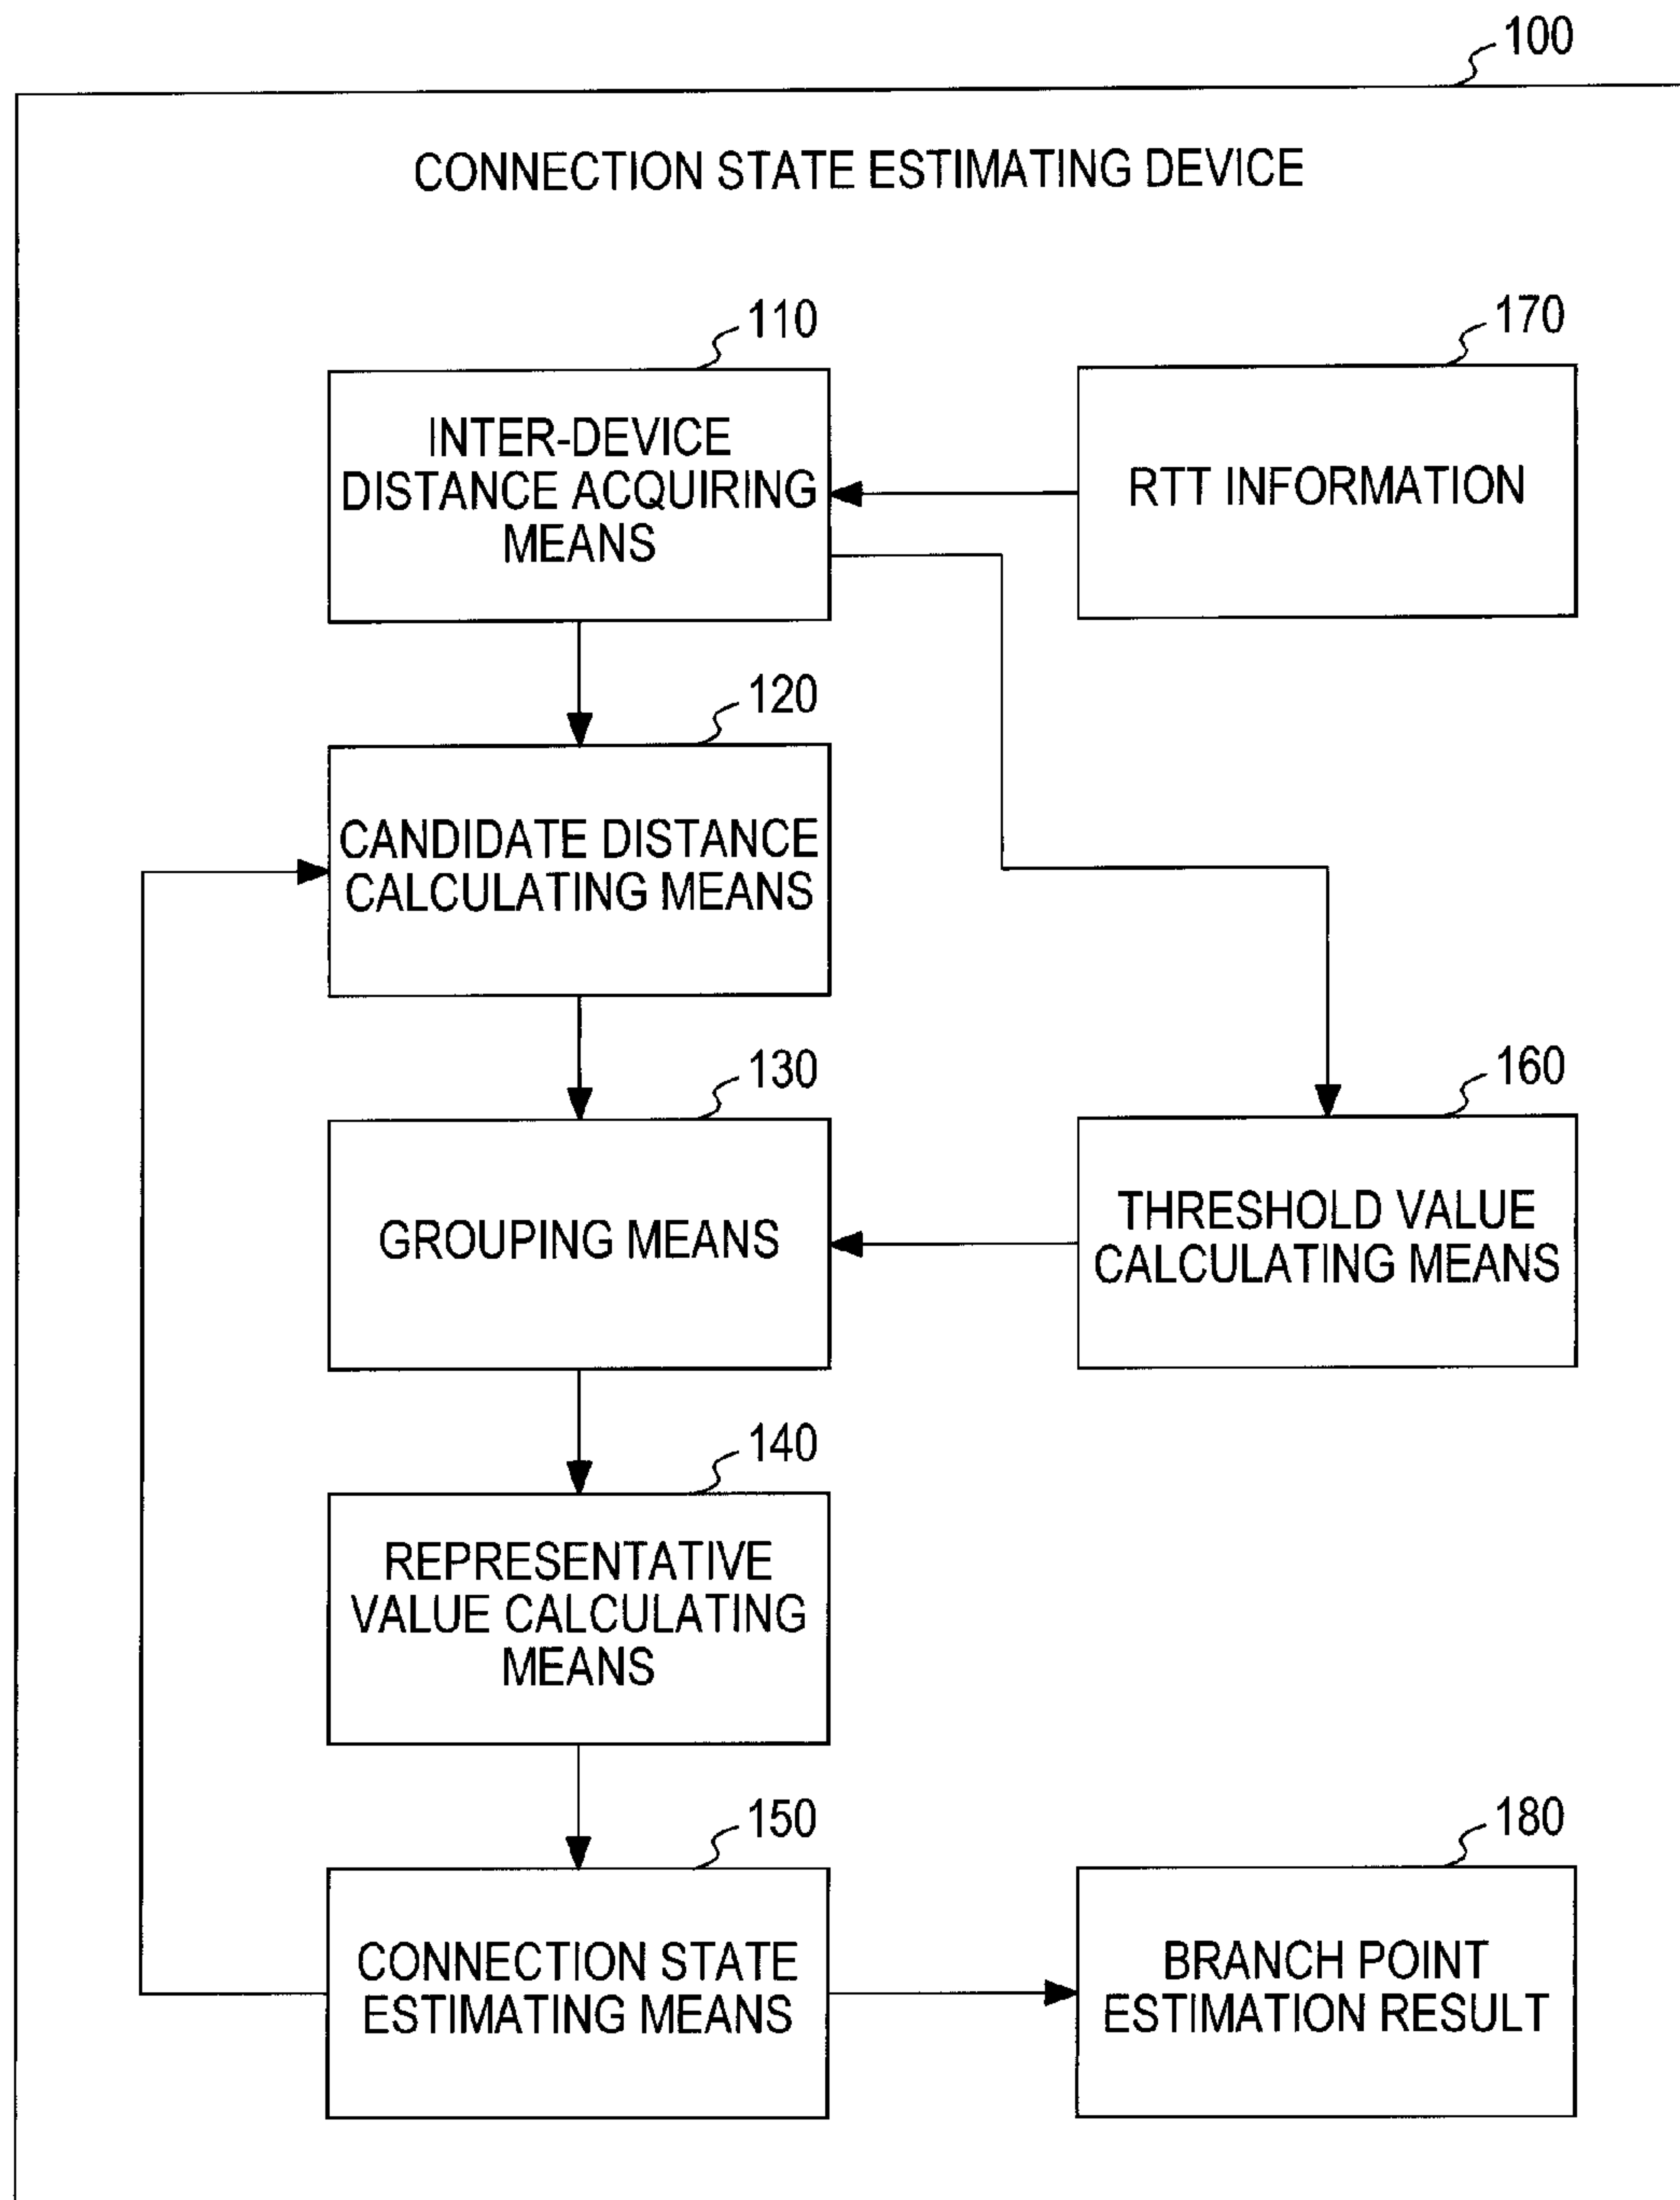 100
CONNECTION STATE ESTIMATING DEVICE
110
INTER-DEVICE
DISTANCE ACQUIRING
MEANS
170
RTT INFORMATION
120
CANDIDATE DISTANCE
CALCULATING MEANS
130
GROUPING MEANS
160
THRESHOLD VALUE
CALCULATING MEANS
140
REPRESENTATIVE
VALUE CALCULATING
MEANS
150
CONNECTION STATE
ESTIMATING MEANS
180
BRANCH POINT
ESTIMATION RESULT